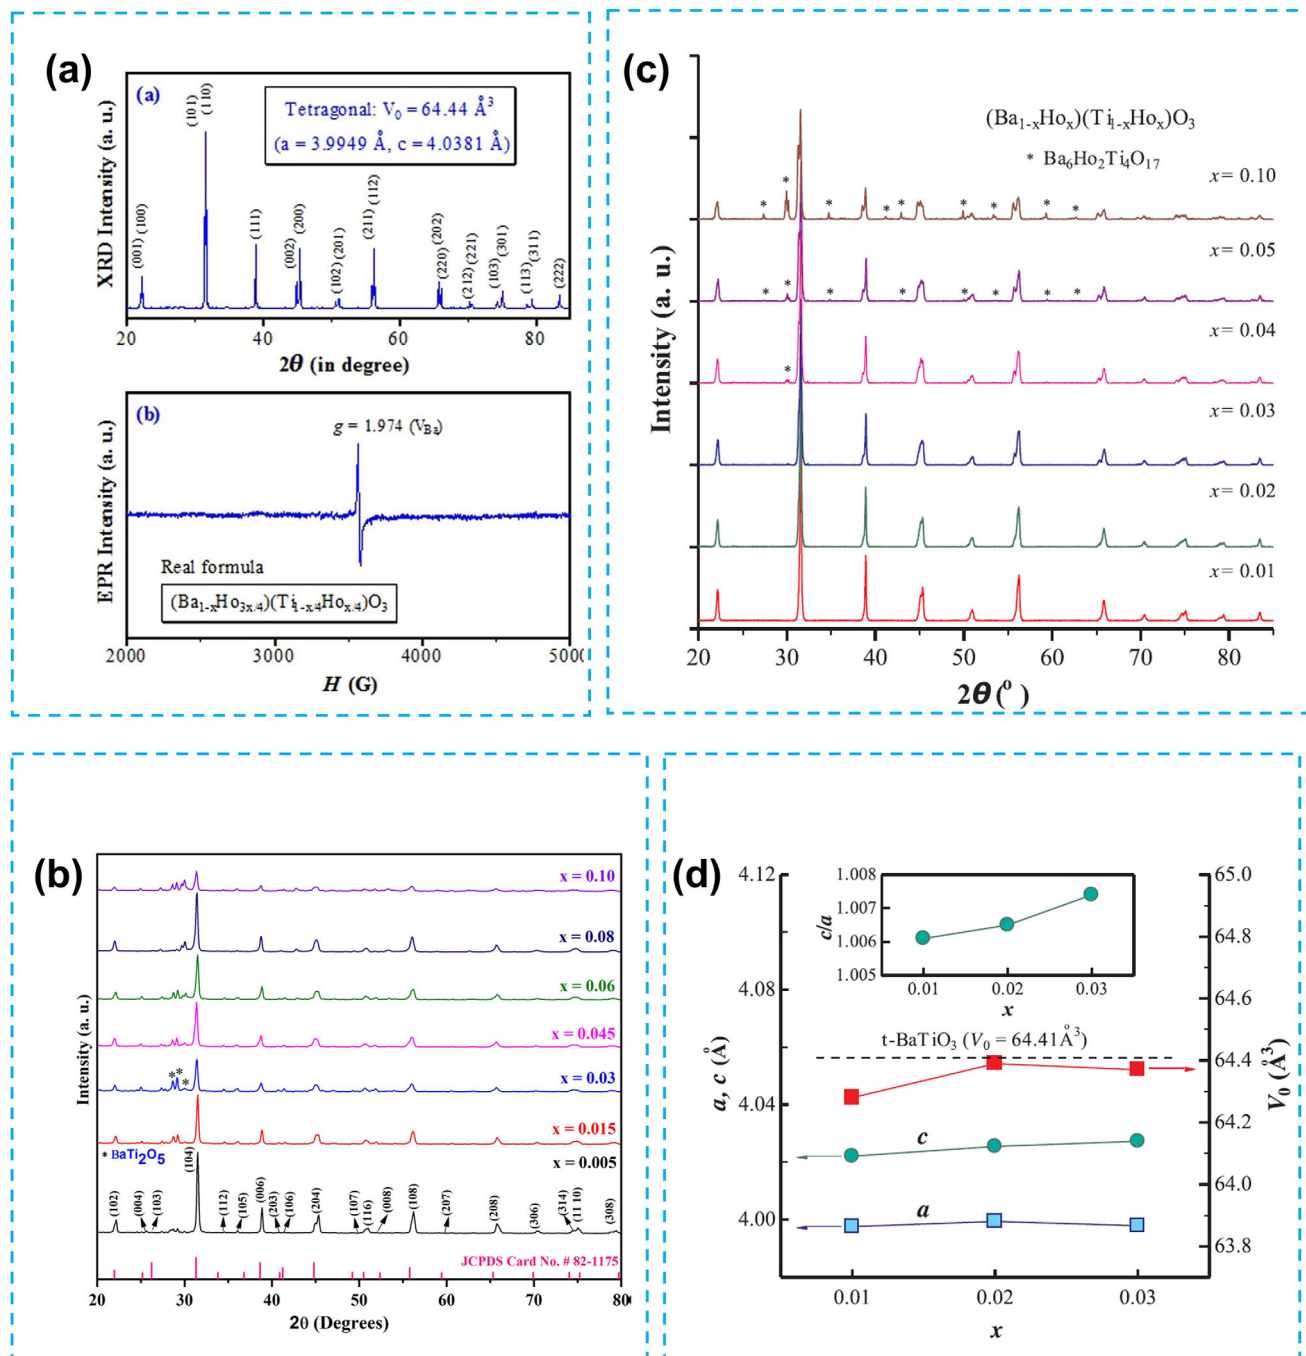 (a)
(a)
Tetragonal: V₀ = 64.44 Å³
(a = 3.9949 Å, c = 4.0381 Å)
XRD Intensity (a. u.)
(001) (100)
(101)
(110)
(111)
(002) (200)
(102) (201)
(211) (112)
(220) (202)
(212) (221)
(103) (301)
(113) (311)
(222)
20 40 60 80
2θ (in degree)
(b)
g = 1.974 (V_Ba)
EPR Intensity (a. u.)
Real formula
(Ba₁₋ₓHo₃ₓ/₄)(Ti₁₋ₓ/₄Hoₓ/₄)O₃
2000 3000 4000 5000
H (G)
(c)
(Ba₁₋ₓHoₓ)(Ti₁₋ₓHoₓ)O₃
* Ba₆Ho₂Ti₄O₁₇
x = 0.10
x = 0.05
x = 0.04
x = 0.03
x = 0.02
x = 0.01
* * * * * * * * *
* * * * * * * *
*
Intensity (a. u.)
20 30 40 50 60 70 80
2θ (°)
(b)
x = 0.10
x = 0.08
x = 0.06
x = 0.045
x = 0.03
* * *
x = 0.015
* BaTi₂O₅
x = 0.005
Intensity (a. u.)
(102) (004) (103) (104) (112) (105) (006) (203) (106) (204) (107) (116) (008) (108) (207) (208) (306) (314) (11 10) (308)
JCPDS Card No. # 82-1175
20 30 40 50 60 70 80
2θ (Degrees)
(d)
4.12
4.08
4.04
4.00
a, c (Å)
1.008
1.007
1.006
1.005
c/a
0.01 0.02 0.03
x
t-BaTiO₃ (V₀ = 64.41Å³)
c
a
65.0
64.8
64.6
64.4
64.2
64.0
63.8
V₀ (Å³)
0.01 0.02 0.03
x